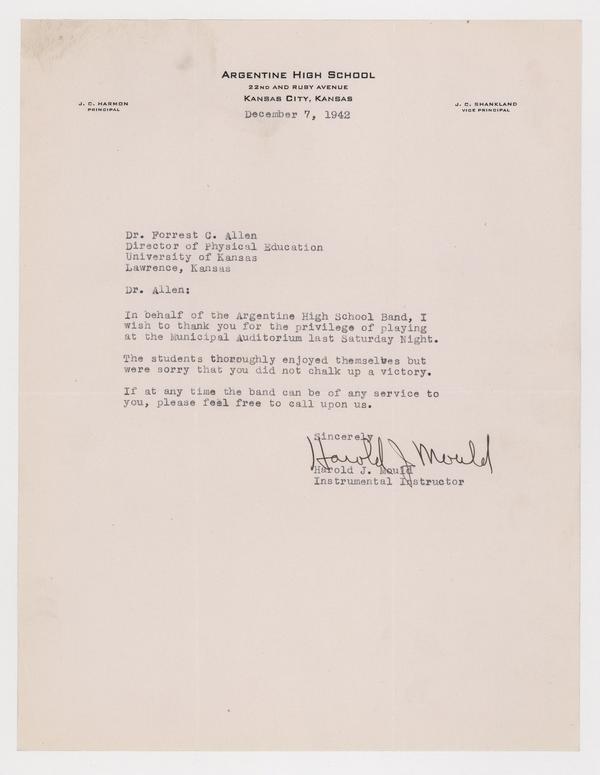 ARGENTINE HIGH SCHOOL
22ND AND RUBY AVENUE
KANSAS CITY, KANSAS
J. C. HARMON
PRINCIPAL
J. C. SHANKLAND
VICE PRINCIPAL
December 7, 1942
Dr. Forrest C. Allen
Director of Physical Education
University of Kansas
Lawrence, Kansas
Dr. Allen:
In behalf of the Argentine High School Band, I
wish to thank you for the privilege of playing
at the Municipal Auditorium last Saturday Night.
The students thoroughly enjoyed themselves but
were sorry that you did not chalk up a victory.
If at any time the band can be of any service to
you, please feel free to call upon us.
Sincerely
Harold J Mould
Harold J. Mould
Instrumental Instructor